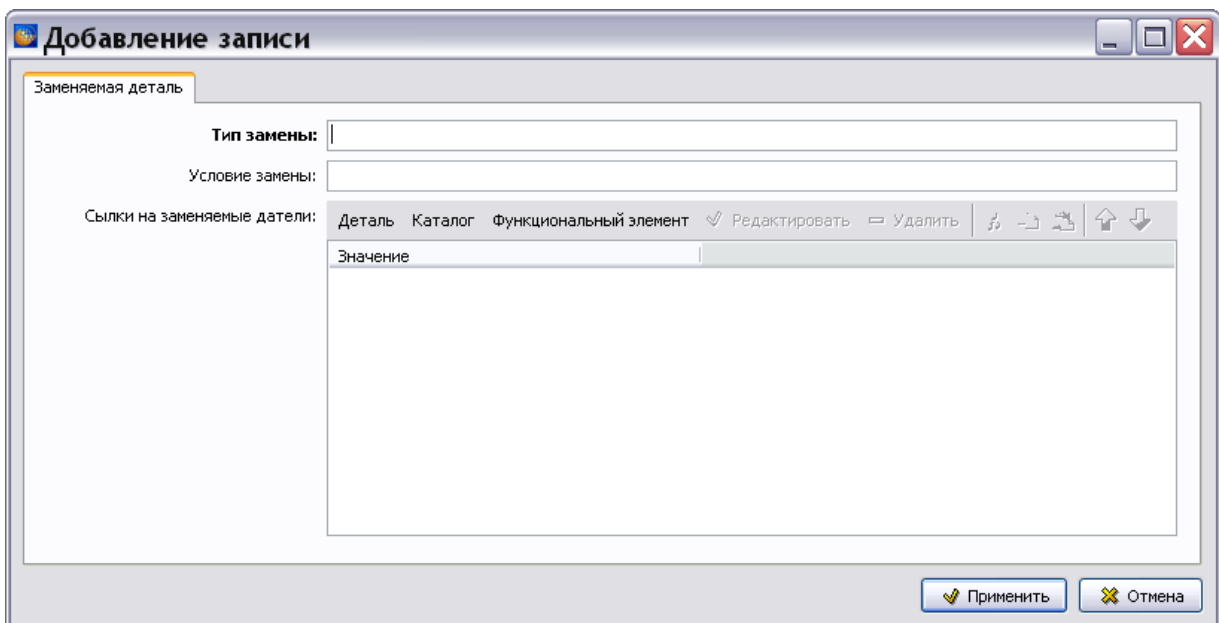 Добавление записи
Заменяемая деталь
Тип замены:
Условие замены:
Сылки на заменяемые датели: Деталь Каталог Функциональный элемент Редактировать Удалить
Значение
Применить Отмена